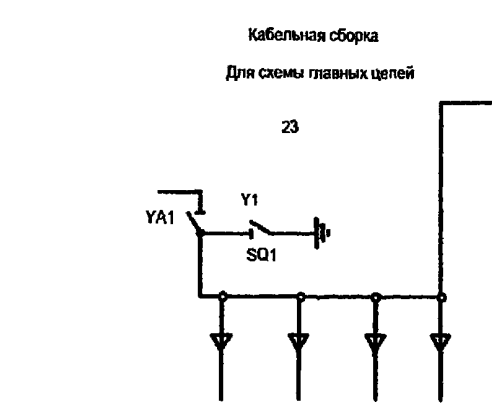 Кабельная сборка
Для схемы главных цепей
23
Y1
YA1
SQ1